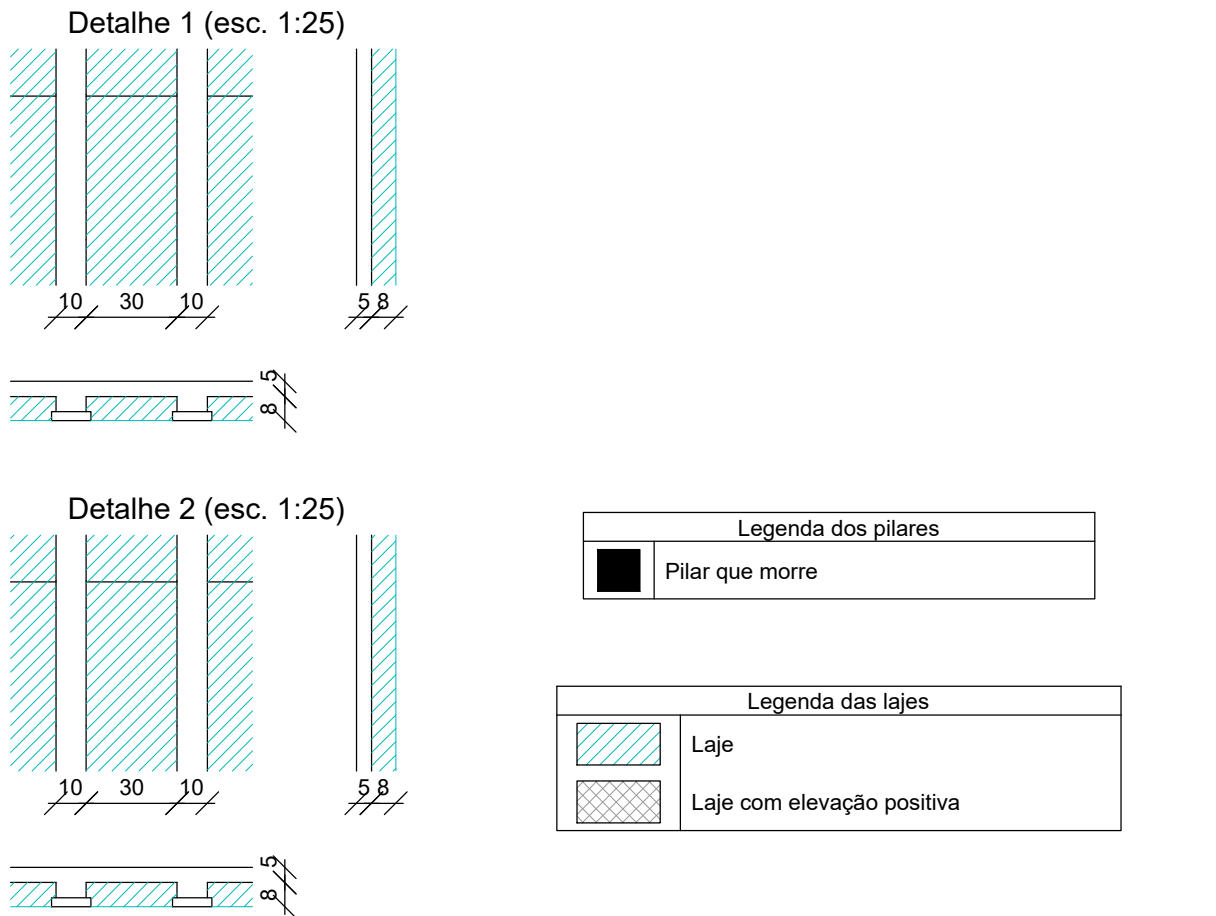 Detalhe 1 (esc. 1:25)
10 30 10
5 8
5
8
Detalhe 2 (esc. 1:25)
10 30 10
5 8
5
8
Legenda dos pilares
Pilar que morre
Legenda das lajes
Laje
Laje com elevação positiva